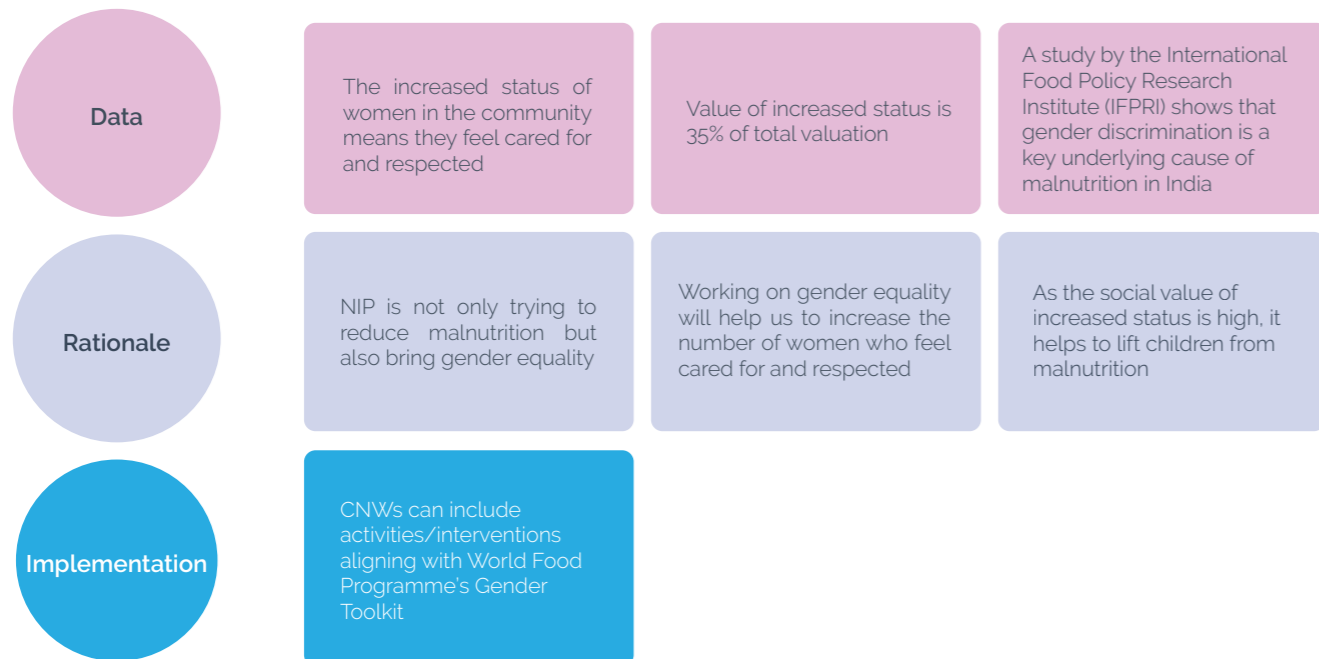 Data
The increased status of
women in the community
means they feel cared for
and respected
Value of increased status is
35% of total valuation
A study by the International
Food Policy Research
Institute (IFPRI) shows that
gender discrimination is a
key underlying cause of
malnutrition in India
Rationale
NIP is not only trying to
reduce malnutrition but
also bring gender equality
Working on gender equality
will help us to increase the
number of women who feel
cared for and respected
As the social value of
increased status is high, it
helps to lift children from
malnutrition
Implementation
CNWs can include
activities/interventions
aligning with World Food
Programme's Gender
Toolkit